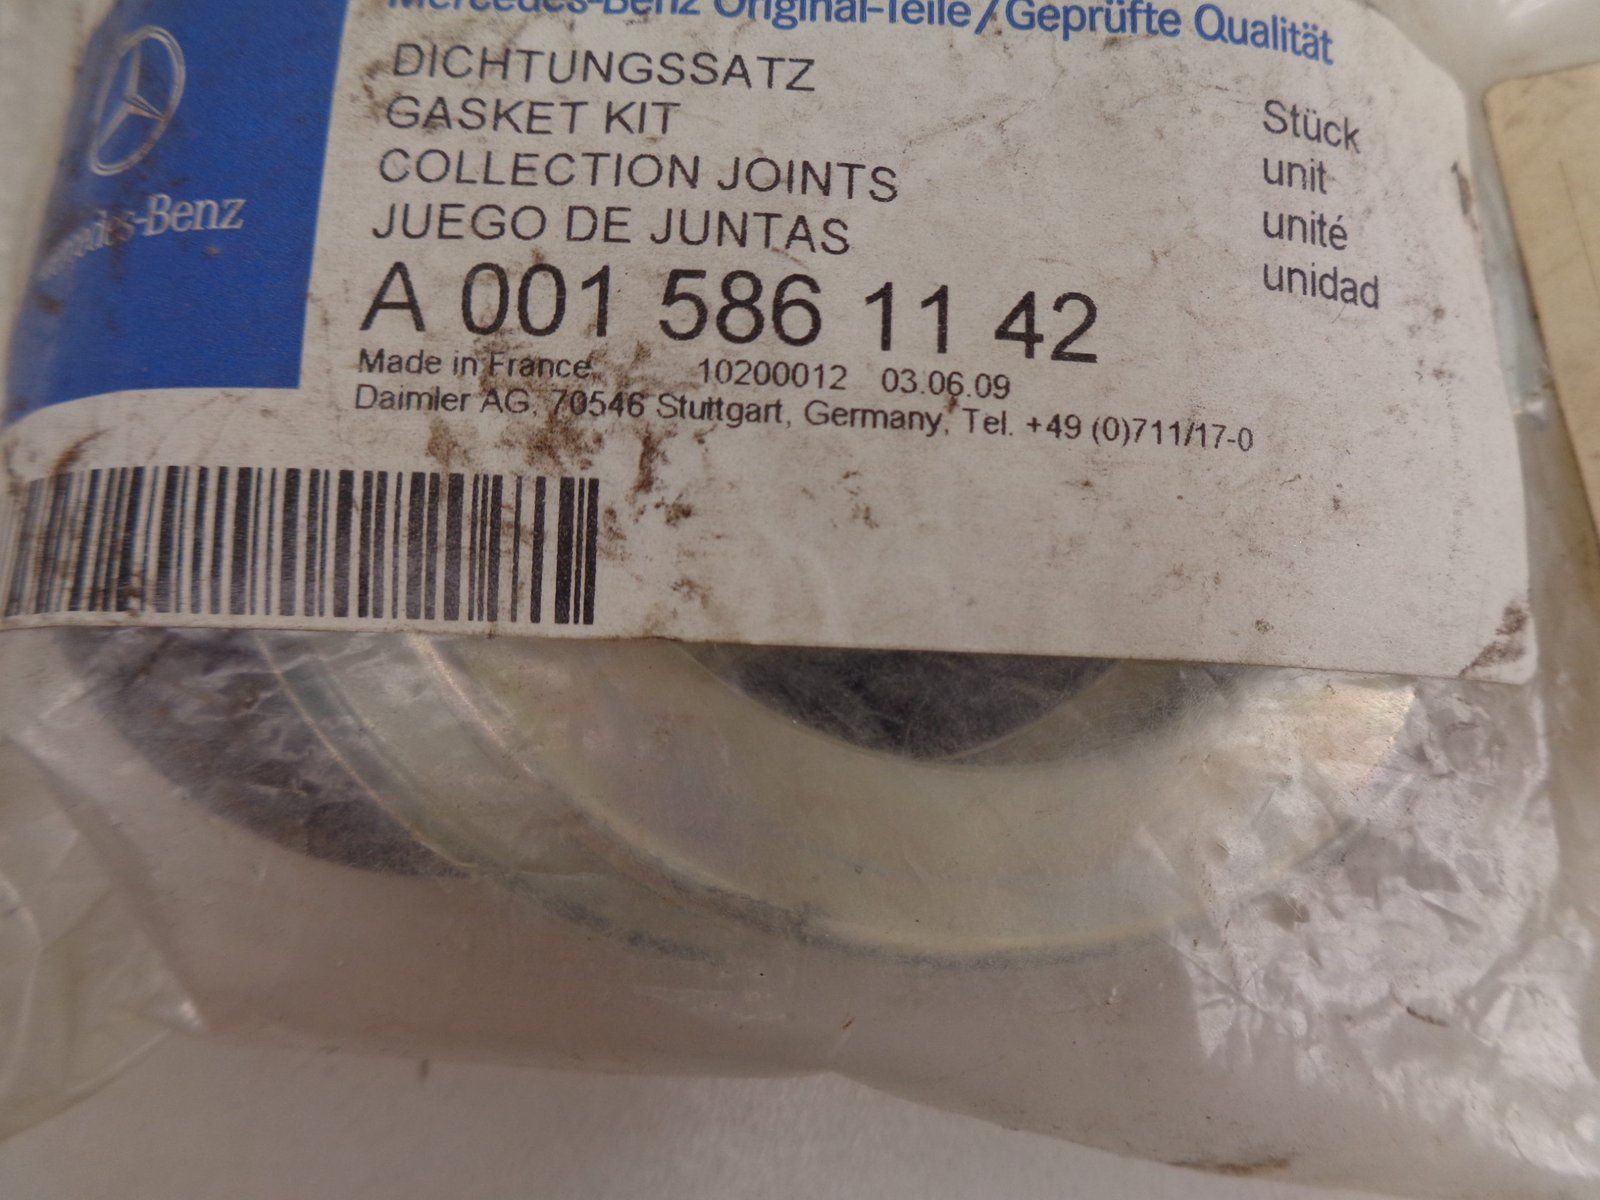 Mercedes-Benz Original-Teile/Geprüfte Qualität
DICHTUNGSSATZ
GASKET KIT
COLLECTION JOINTS
JUEGO DE JUNTAS
Stück
unit
unité
unidad
A 001 586 11 42
Made in France 10200012 03.06.09
Daimler AG, 70546 Stuttgart, Germany, Tel. +49 (0)711/17-0
Mercedes-Benz